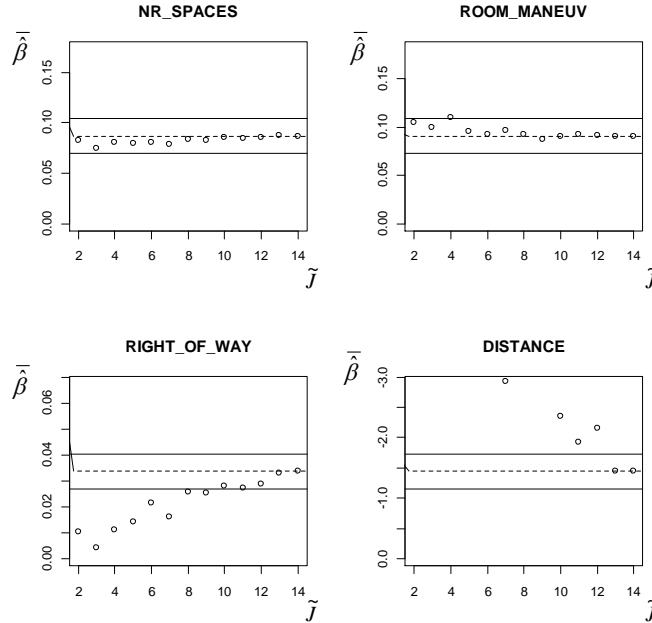 NR_SPACES
β̂
0.00 0.05 0.10 0.15
2 4 6 8 10 12 14
J̃
ROOM_MANEUV
β̂
0.00 0.05 0.10 0.15
2 4 6 8 10 12 14
J̃
RIGHT_OF_WAY
β̂
0.00 0.02 0.04 0.06
2 4 6 8 10 12 14
J̃
DISTANCE
β̂
0.0 -1.0 -2.0 -3.0
2 4 6 8 10 12 14
J̃